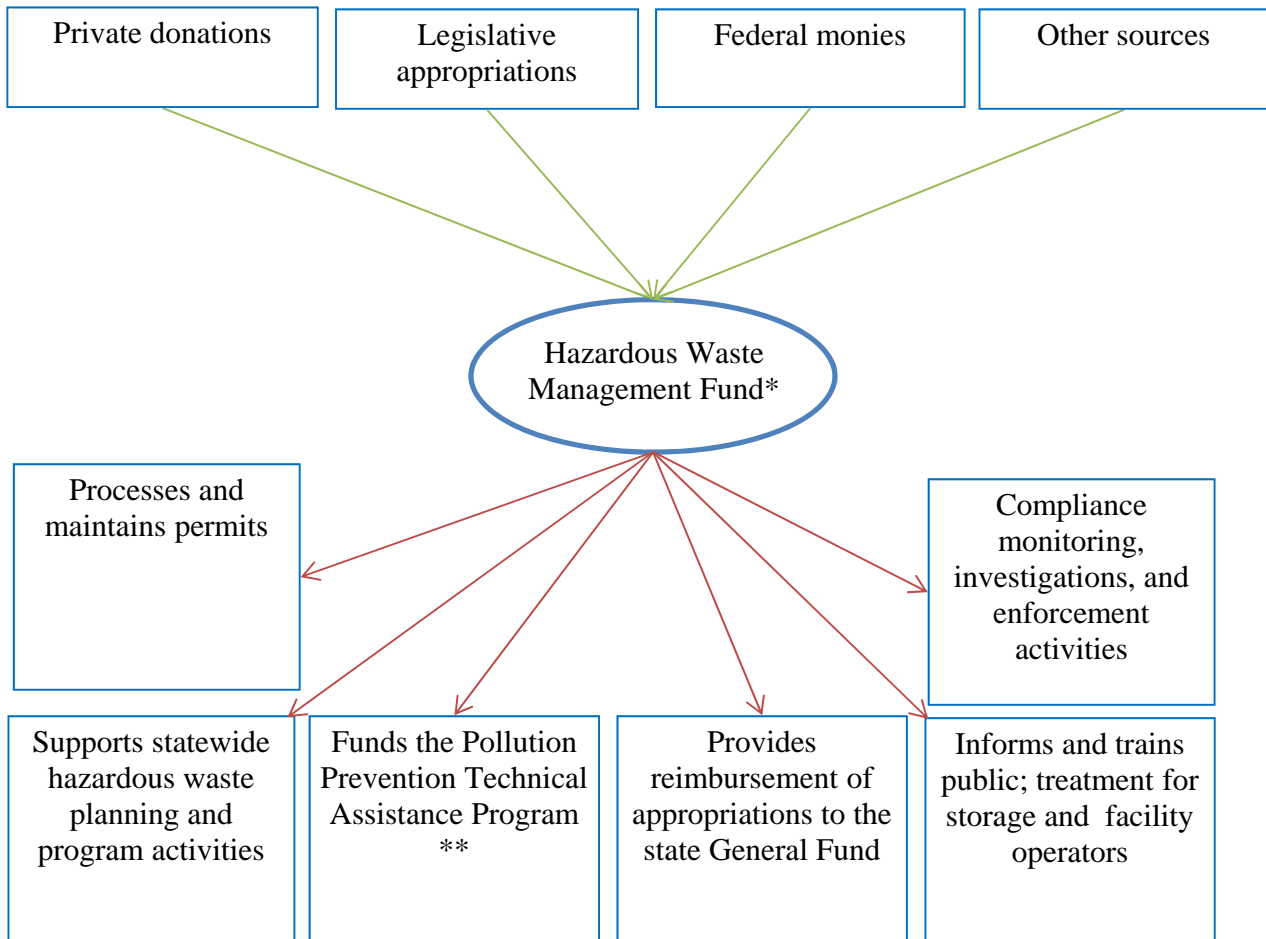 Private donations
Legislative
appropriations
Federal monies
Other sources
Hazardous Waste
Management Fund*
Processes and
maintains permits
Compliance
monitoring,
investigations, and
enforcement
activities
Supports statewide
hazardous waste
planning and
program activities
Funds the Pollution
Prevention Technical
Assistance Program
**
Provides
reimbursement of
appropriations to the
state General Fund
Informs and trains
public; treatment for
storage and  facility
operators